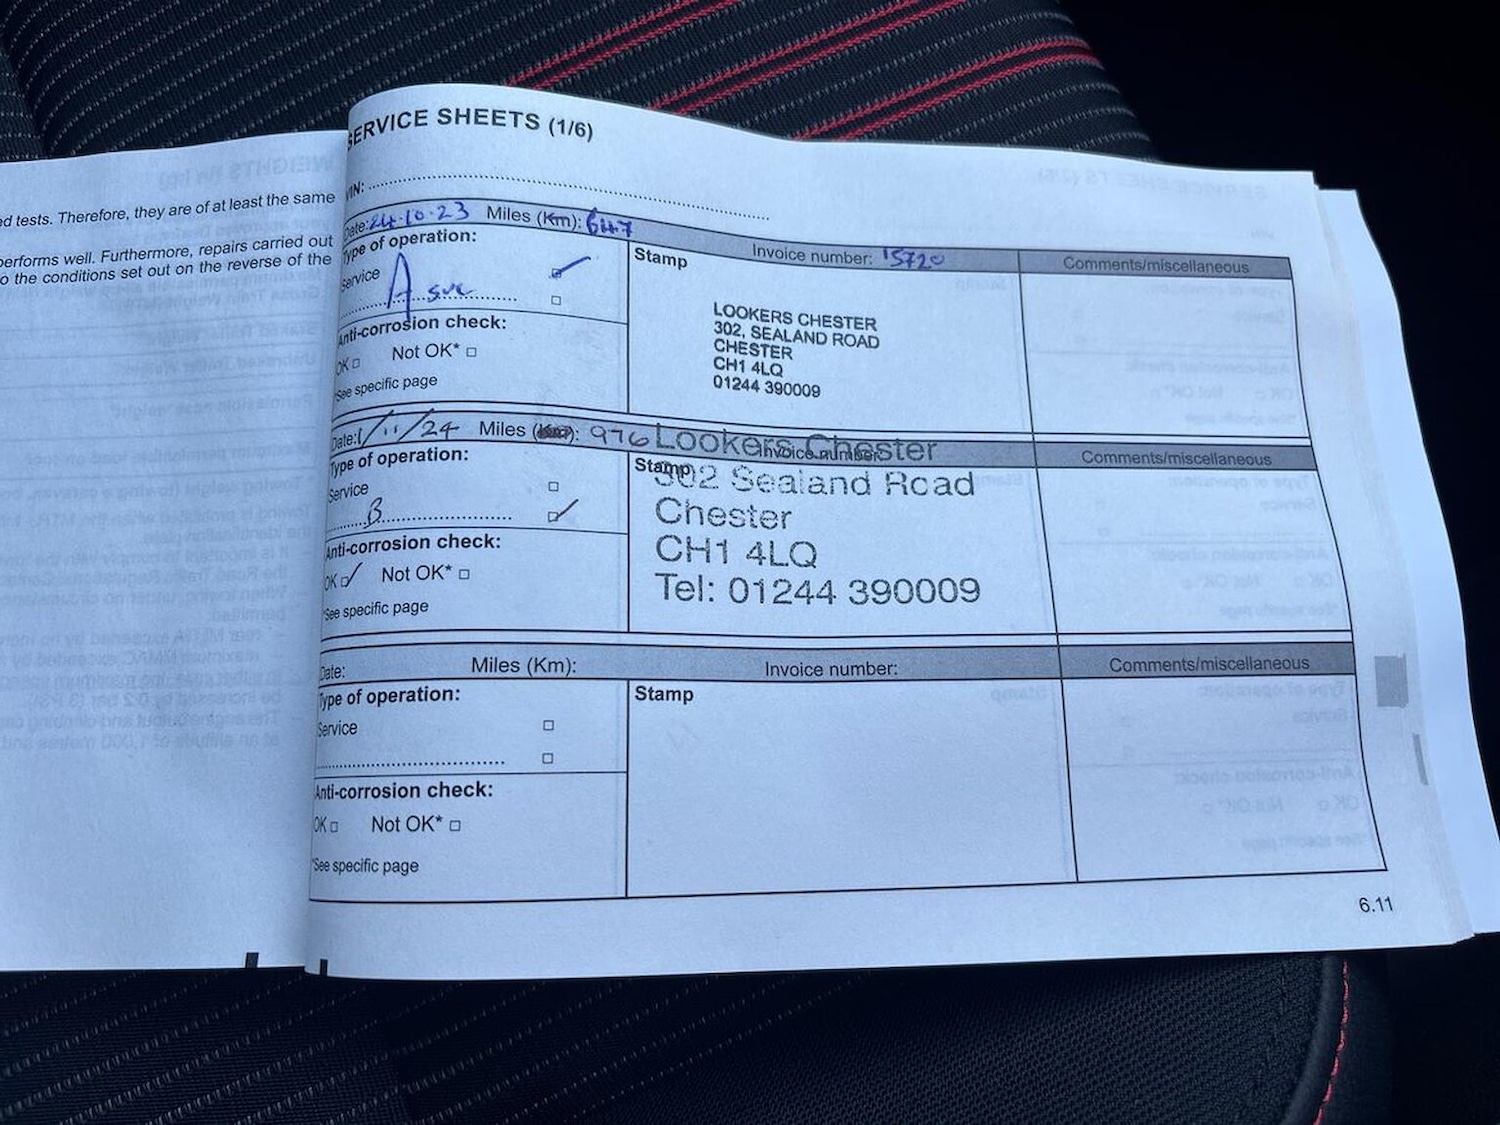 ed tests. Therefore, they are of at least the same
performs well. Furthermore, repairs carried out
o the conditions set out on the reverse of the
SERVICE SHEETS (1/6)
VIN:
Date: 24.10.23 Miles (Km): 647 Invoice number: 15720 Comments/miscellaneous
Type of operation:
Service
A svc
Anti-corrosion check:
OK Not OK*
*See specific page
Stamp
LOOKERS CHESTER
302, SEALAND ROAD
CHESTER
CH1 4LQ
01244 390009
Date: 1/11/24 Miles (Km): 976 Invoice number: Comments/miscellaneous
Type of operation:
Service
B
Anti-corrosion check:
OK Not OK*
*See specific page
Stamp
Lookers Chester
302 Sealand Road
Chester
CH1 4LQ
Tel: 01244 390009
Date: Miles (Km): Invoice number: Comments/miscellaneous
Type of operation:
Service
Anti-corrosion check:
OK Not OK*
*See specific page
Stamp
6.11